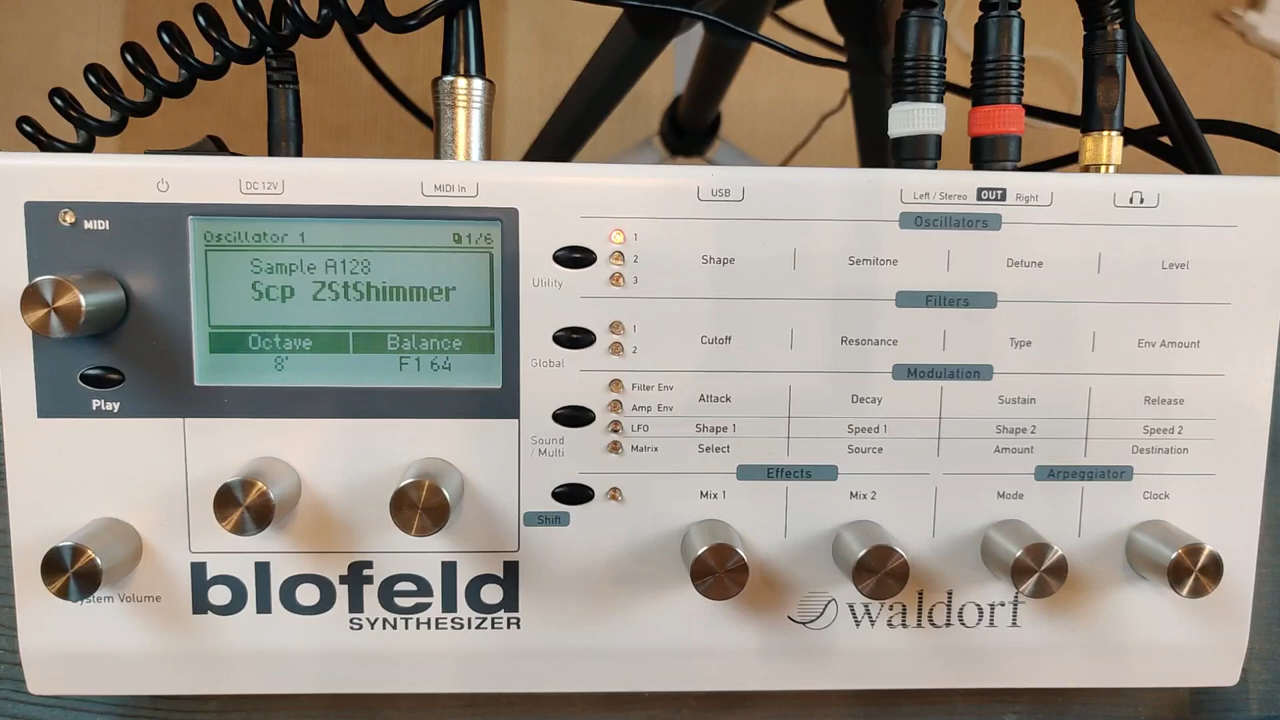 DC 12V
MIDI in
USB
Left / Stereo OUT Right
MIDI
Oscillator 1 1/6
Sample A128
Scp ZStShimmer
Octave Balance
8' F1 64
Play
System Volume
blofeld
SYNTHESIZER
Oscillators
1
2
3
Utility
Shape Semitone Detune Level
Filters
1
2
Global
Cutoff Resonance Type Env Amount
Modulation
Filter Env
Amp Env
LFO
Matrix
Sound
/ Multi
Attack Decay Sustain Release
Shape 1 Speed 1 Shape 2 Speed 2
Select Source Amount Destination
Effects Arpeggiator
Shift
Mix 1 Mix 2 Mode Clock
waldorf